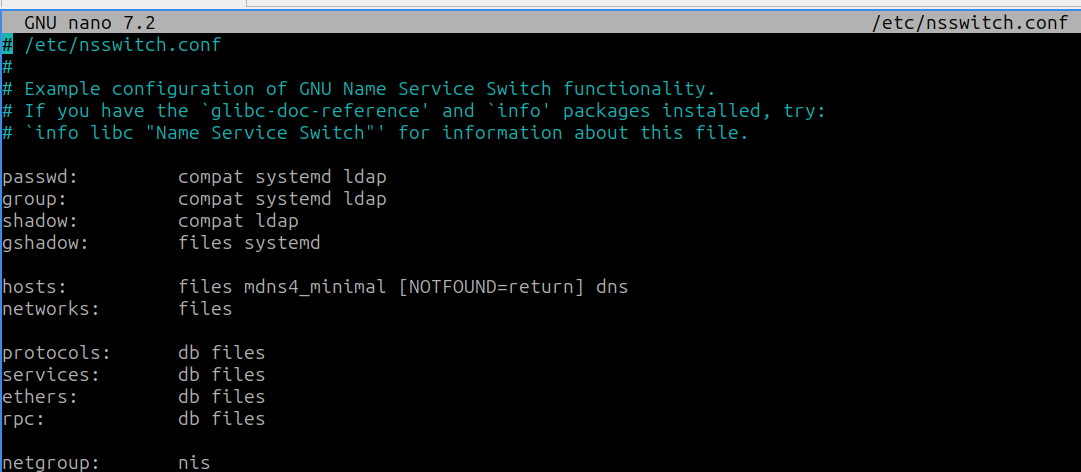 GNU nano 7.2 /etc/nsswitch.conf
# /etc/nsswitch.conf
#
# Example configuration of GNU Name Service Switch functionality.
# If you have the `glibc-doc-reference' and `info' packages installed, try:
# `info libc "Name Service Switch"' for information about this file.
passwd: compat systemd ldap
group: compat systemd ldap
shadow: compat ldap
gshadow: files systemd
hosts: files mdns4_minimal [NOTFOUND=return] dns
networks: files
protocols: db files
services: db files
ethers: db files
rpc: db files
netgroup: nis